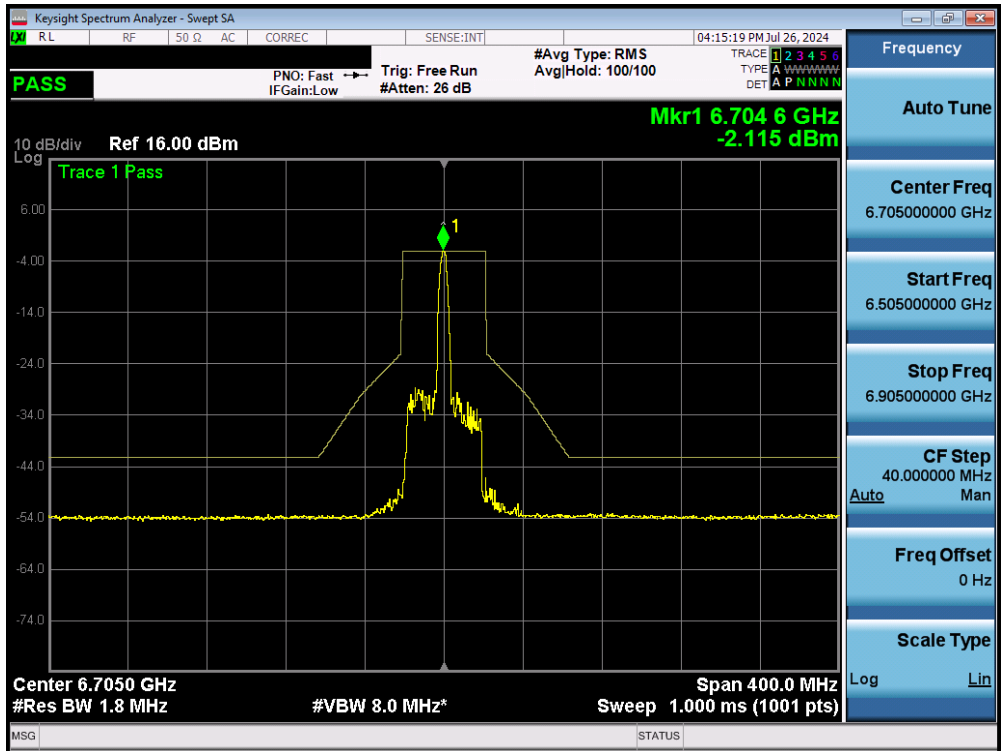 Keysight Spectrum Analyzer - Swept SA
LXI RL RF 50 Ω AC CORREC SENSE:INT 04:15:19 PM Jul 26, 2024
PASS
PNO: Fast
IFGain:Low
Trig: Free Run
#Atten: 26 dB
#Avg Type: RMS
Avg|Hold: 100/100
TRACE 1 2 3 4 5 6
TYPE A WWWWW
DET A P N N N N
Mkr1 6.704 6 GHz
-2.115 dBm
10 dB/div Ref 16.00 dBm
Log
Trace 1 Pass
1
6.00
-4.00
-14.0
-24.0
-34.0
-44.0
-54.0
-64.0
-74.0
Center 6.7050 GHz Span 400.0 MHz
#Res BW 1.8 MHz #VBW 8.0 MHz* Sweep 1.000 ms (1001 pts)
MSG STATUS
Frequency
Auto Tune
Center Freq
6.705000000 GHz
Start Freq
6.505000000 GHz
Stop Freq
6.905000000 GHz
CF Step
40.000000 MHz
Auto Man
Freq Offset
0 Hz
Scale Type
Log Lin